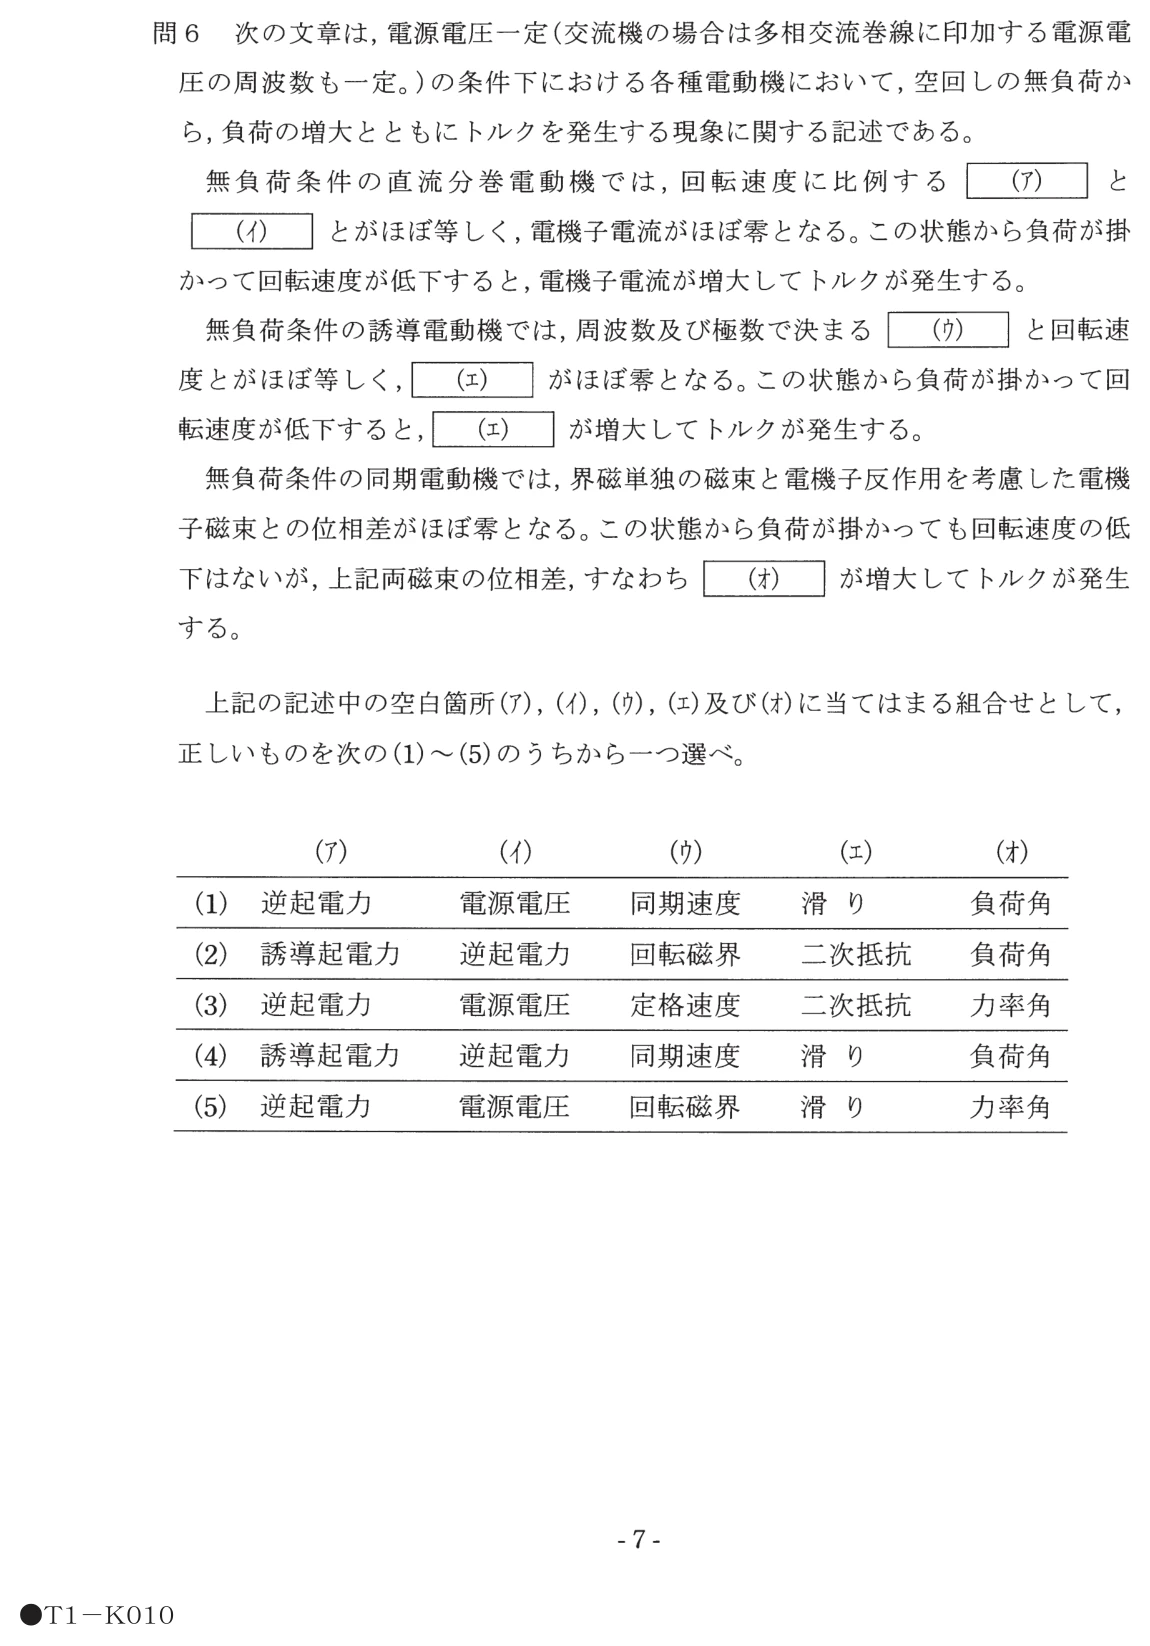 問6 次の文章は，電源電圧一定(交流機の場合は多相交流巻線に印加する電源電
圧の周波数も一定。)の条件下における各種電動機において，空回しの無負荷か
ら，負荷の増大とともにトルクを発生する現象に関する記述である。
無負荷条件の直流分巻電動機では，回転速度に比例する (ｱ) と
(ｲ) とがほぼ等しく，電機子電流がほぼ零となる。この状態から負荷が掛
かって回転速度が低下すると，電機子電流が増大してトルクが発生する。
無負荷条件の誘導電動機では，周波数及び極数で決まる (ｳ) と回転速
度とがほぼ等しく， (ｴ) がほぼ零となる。この状態から負荷が掛かって回
転速度が低下すると， (ｴ) が増大してトルクが発生する。
無負荷条件の同期電動機では，界磁単独の磁束と電機子反作用を考慮した電機
子磁束との位相差がほぼ零となる。この状態から負荷が掛かっても回転速度の低
下はないが，上記両磁束の位相差，すなわち (ｵ) が増大してトルクが発生
する。
上記の記述中の空白箇所(ｱ)，(ｲ)，(ｳ)，(ｴ)及び(ｵ)に当てはまる組合せとして，
正しいものを次の(1)～(5)のうちから一つ選べ。
(ｱ) (ｲ) (ｳ) (ｴ) (ｵ)
(1) 逆起電力 電源電圧 同期速度 滑り 負荷角
(2) 誘導起電力 逆起電力 回転磁界 二次抵抗 負荷角
(3) 逆起電力 電源電圧 定格速度 二次抵抗 力率角
(4) 誘導起電力 逆起電力 同期速度 滑り 負荷角
(5) 逆起電力 電源電圧 回転磁界 滑り 力率角
-7-
●T1－K010